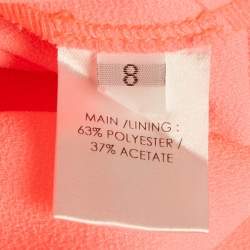 8
MAIN /LINING :
63% POLYESTER /
37% ACETATE